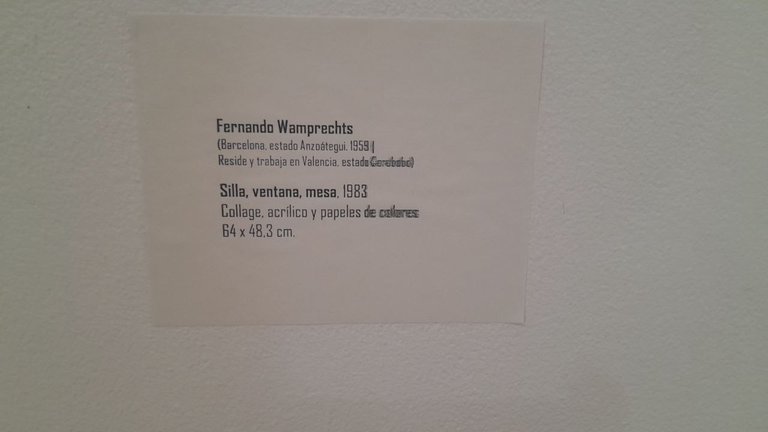 Fernando Wamprechts
(Barcelona, estado Anzoátegui, 1959)
Reside y trabaja en Valencia, estado Carabobo)
Silla, ventana, mesa, 1983
Collage, acrílico y papeles de colores
64 x 48,3 cm.